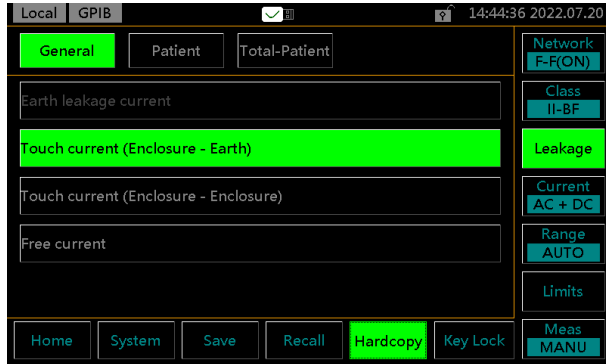 Local GPIB 14:44:36 2022.07.20
General Patient Total-Patient
Earth leakage current
Touch current (Enclosure - Earth)
Touch current (Enclosure - Enclosure)
Free current
Network
F-F(ON)
Class
II-BF
Leakage
Current
AC + DC
Range
AUTO
Limits
Meas
MANU
Home System Save Recall Hardcopy Key Lock